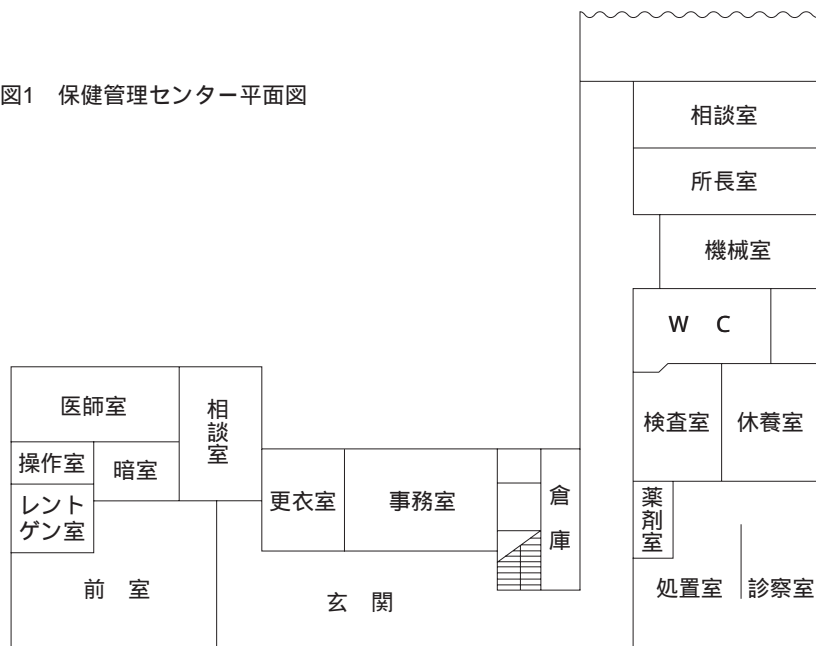 図1　保健管理センター平面図
相談室
所長室
機械室
W　C
医師室
相談室
検査室
休養室
操作室
暗室
更衣室
事務室
倉庫
レント
ゲン室
薬剤室
前　室
玄　関
処置室
診察室